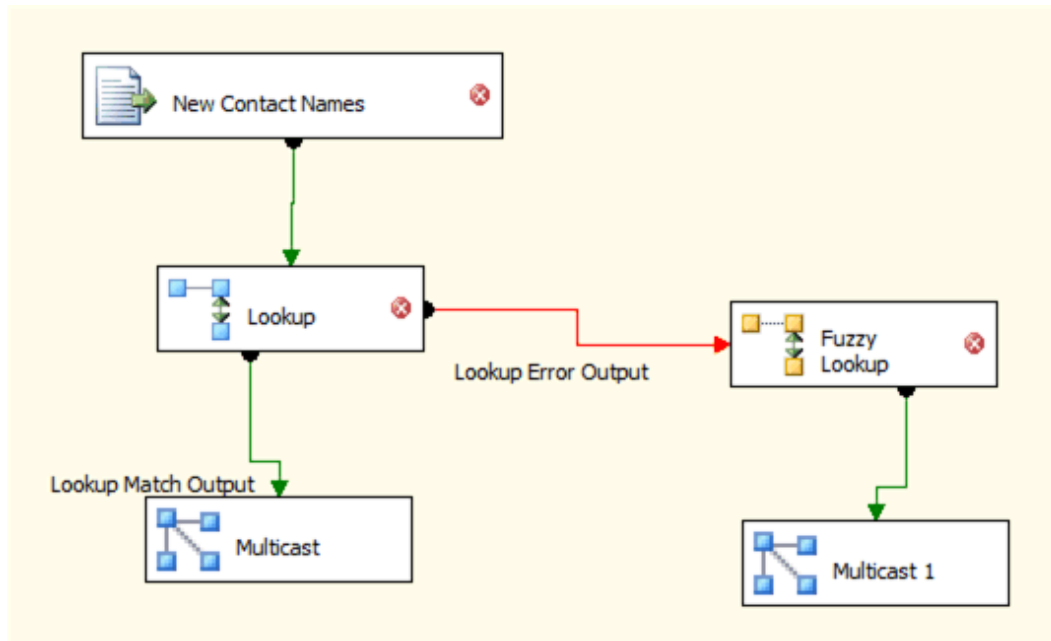 New Contact Names
Lookup
Lookup Error Output
Fuzzy
Lookup
Lookup Match Output
Multicast
Multicast 1